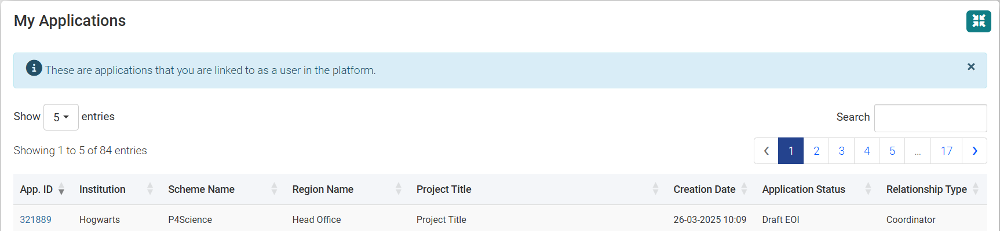 My Applications
These are applications that you are linked to as a user in the platform.
Show 5 entries
Search
Showing 1 to 5 of 84 entries
‹ 1 2 3 4 5 ... 17 ›
App. ID Institution Scheme Name Region Name Project Title Creation Date Application Status Relationship Type
321889 Hogwarts P4Science Head Office Project Title 26-03-2025 10:09 Draft EOI Coordinator